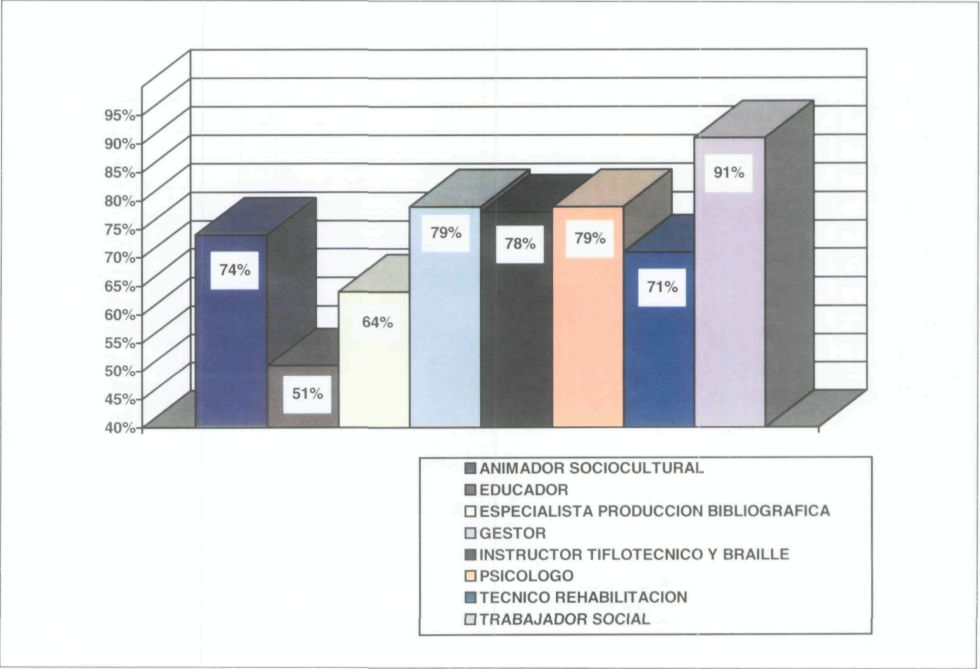 95%
90%
85%
80%
75%
70%
65%
60%
55%
50%
45%
40%
74%
51%
64%
79%
78%
79%
71%
91%
ANIMADOR SOCIOCULTURAL
EDUCADOR
ESPECIALISTA PRODUCCION BIBLIOGRAFICA
GESTOR
INSTRUCTOR TIFLOTECNICO Y BRAILLE
PSICOLOGO
TECNICO REHABILITACION
TRABAJADOR SOCIAL